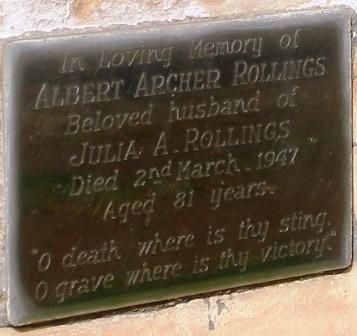 In Loving Memory of
ALBERT ARCHER ROLLINGS
Beloved husband of
JULIA A. ROLLINGS
Died 2nd March. 1947
Aged 81 years.
"O death where is thy sting,
O grave where is thy victory."